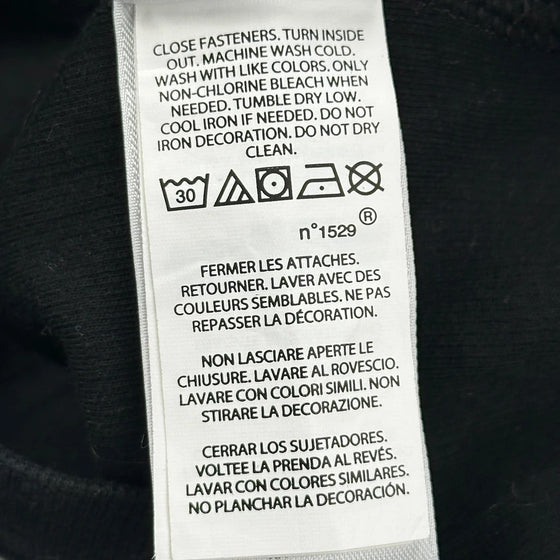 CLOSE FASTENERS. TURN INSIDE
OUT. MACHINE WASH COLD.
WASH WITH LIKE COLORS. ONLY
NON-CHLORINE BLEACH WHEN
NEEDED. TUMBLE DRY LOW.
COOL IRON IF NEEDED. DO NOT
IRON DECORATION. DO NOT DRY
CLEAN.
30
n°1529 ®
FERMER LES ATTACHES.
RETOURNER. LAVER AVEC DES
COULEURS SEMBLABLES. NE PAS
REPASSER LA DÉCORATION.
NON LASCIARE APERTE LE
CHIUSURE. LAVARE AL ROVESCIO.
LAVARE CON COLORI SIMILI. NON
STIRARE LA DECORAZIONE.
CERRAR LOS SUJETADORES.
VOLTEE LA PRENDA AL REVÉS.
LAVAR CON COLORES SIMILARES.
NO PLANCHAR LA DECORACIÓN.